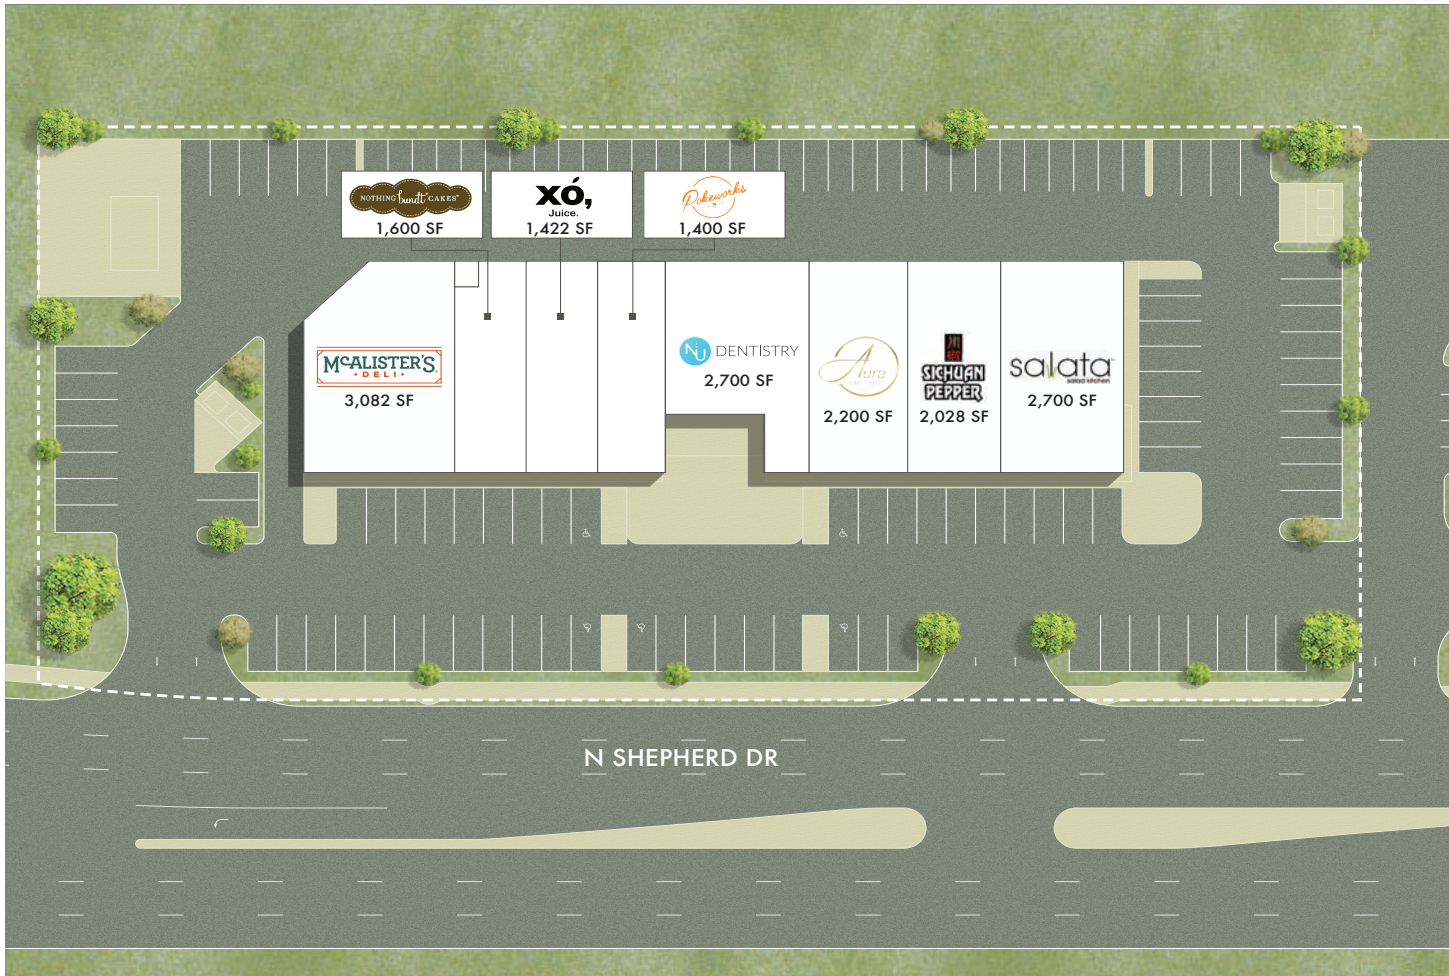 NOTHING bundt CAKES
1,600 SF
XÓ,
Juice.
1,422 SF
Pokeworks
1,400 SF
McALISTER'S
• DELI •
3,082 SF
NU DENTISTRY
2,700 SF
Aura
2,200 SF
SICHUAN
PEPPER
2,028 SF
salata
salad kitchen
2,700 SF
N SHEPHERD DR